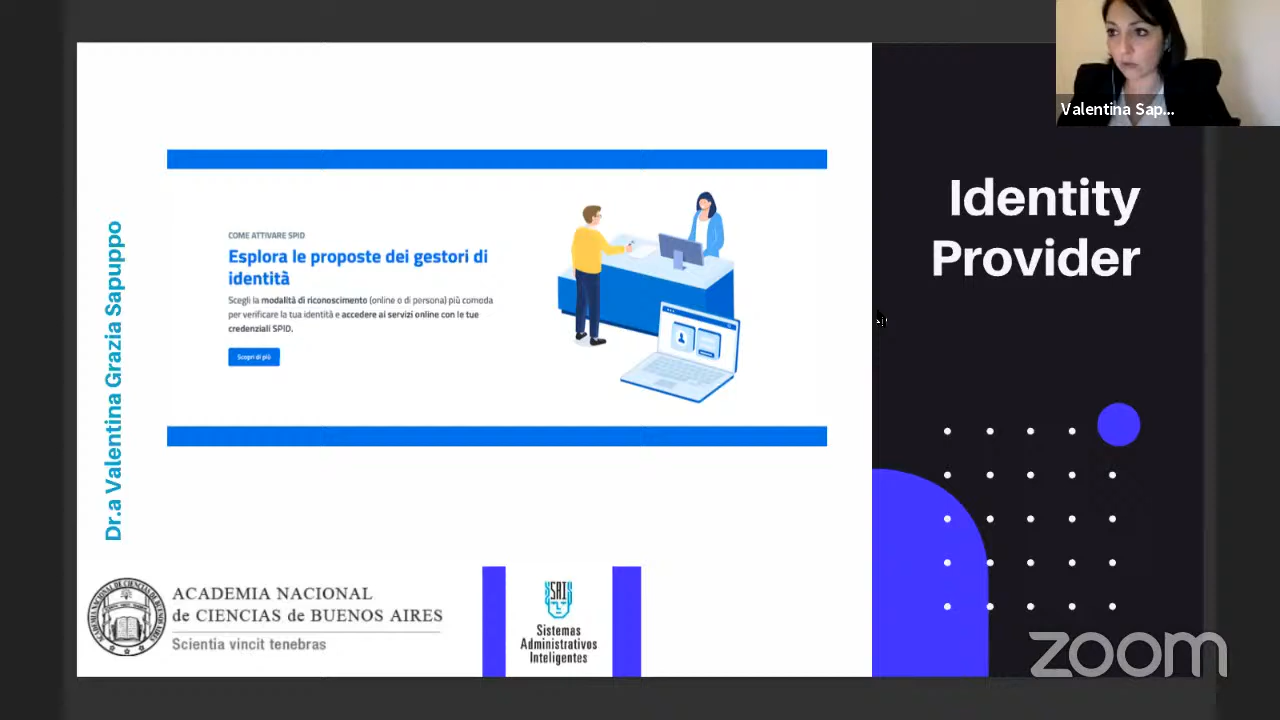 Valentina Sap...
Identity
Provider
Dr.a Valentina Grazia Sapuppo
COME ATTIVARE SPID
Esplora le proposte dei gestori di
identità
Scegli la modalità di riconoscimento (online o di persona) più comoda
per verificare la tua identità e accedere ai servizi online con le tue
credenziali SPID.
Scopri di più
ACADEMIA NACIONAL
de CIENCIAS de BUENOS AIRES
Scientia vincit tenebras
SAI
Sistemas
Administrativos
Inteligentes
zoom